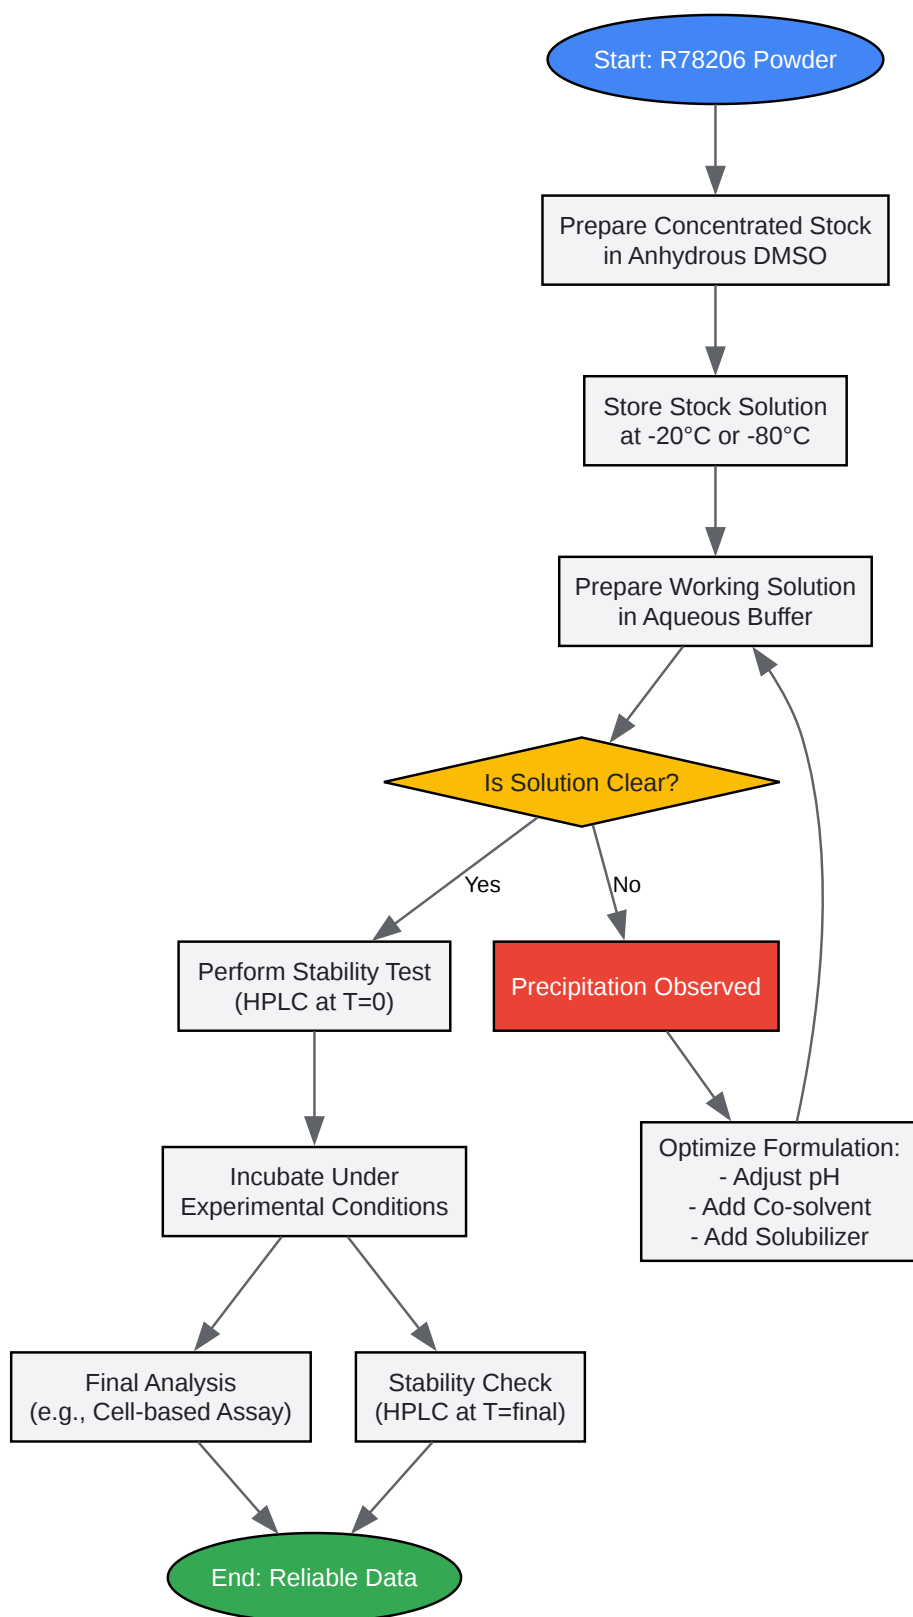 Start: R78206 Powder
Prepare Concentrated Stock
in Anhydrous DMSO
Store Stock Solution
at -20°C or -80°C
Prepare Working Solution
in Aqueous Buffer
Is Solution Clear?
Yes
No
Perform Stability Test
(HPLC at T=0)
Precipitation Observed
Incubate Under
Experimental Conditions
Optimize Formulation:
- Adjust pH
- Add Co-solvent
- Add Solubilizer
Final Analysis
(e.g., Cell-based Assay)
Stability Check
(HPLC at T=final)
End: Reliable Data